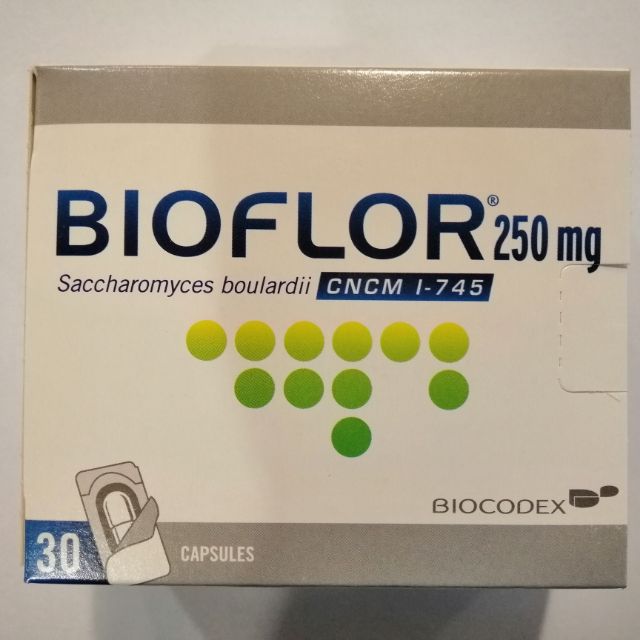 BIOFLOR® 250 mg
Saccharomyces boulardii CNCM I-745
BIOCODEX
30 CAPSULES